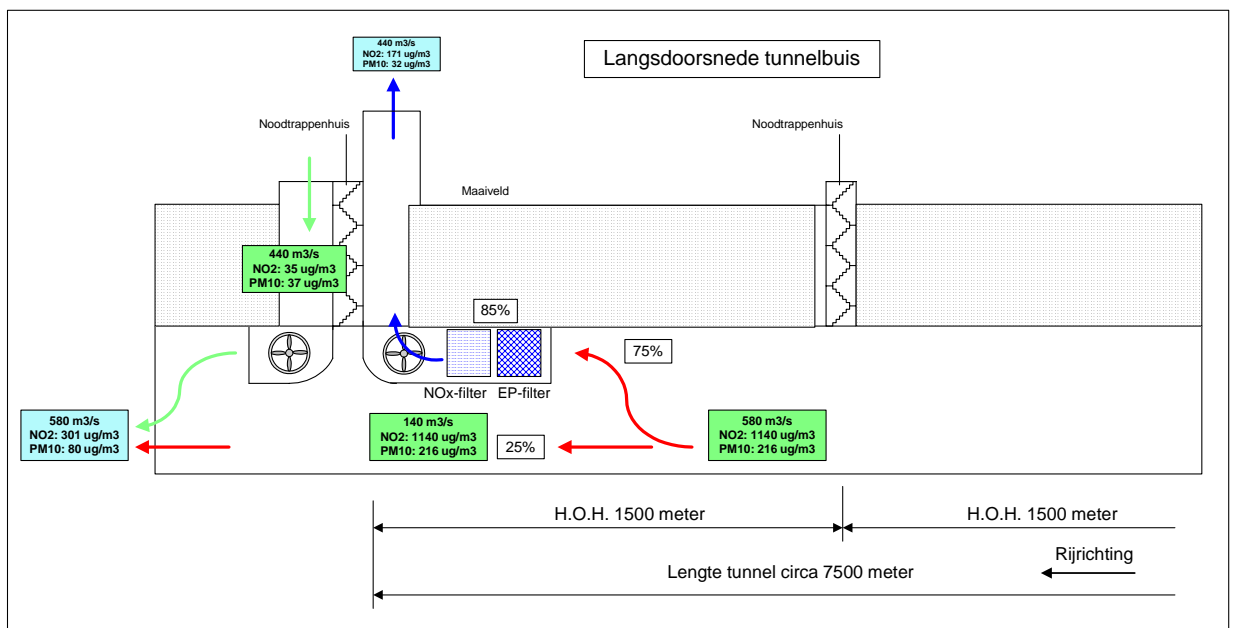 440 m3/s
NO2: 171 ug/m3
PM10: 32 ug/m3
Langsdoorsnede tunnelbuis
Noodtrappenhuis
Noodtrappenhuis
Maaiveld
440 m3/s
NO2: 35 ug/m3
PM10: 37 ug/m3
85%
75%
NOx-filter
EP-filter
580 m3/s
NO2: 301 ug/m3
PM10: 80 ug/m3
140 m3/s
NO2: 1140 ug/m3
PM10: 216 ug/m3
25%
580 m3/s
NO2: 1140 ug/m3
PM10: 216 ug/m3
H.O.H. 1500 meter
H.O.H. 1500 meter
Rijrichting
Lengte tunnel circa 7500 meter